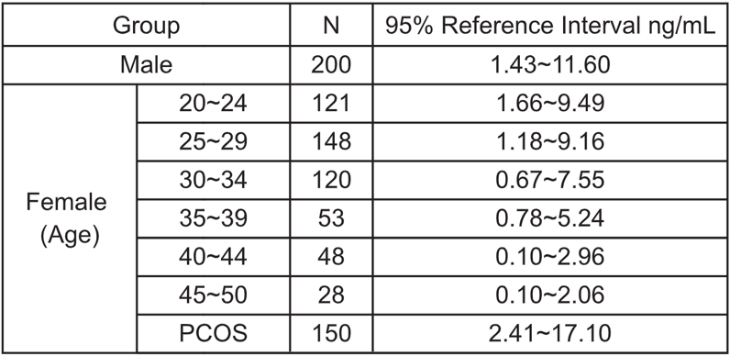 Group N 95% Reference Interval ng/mL
Male 200 1.43~11.60
Female
(Age)
20~24 121 1.66~9.49
25~29 148 1.18~9.16
30~34 120 0.67~7.55
35~39 53 0.78~5.24
40~44 48 0.10~2.96
45~50 28 0.10~2.06
PCOS 150 2.41~17.10